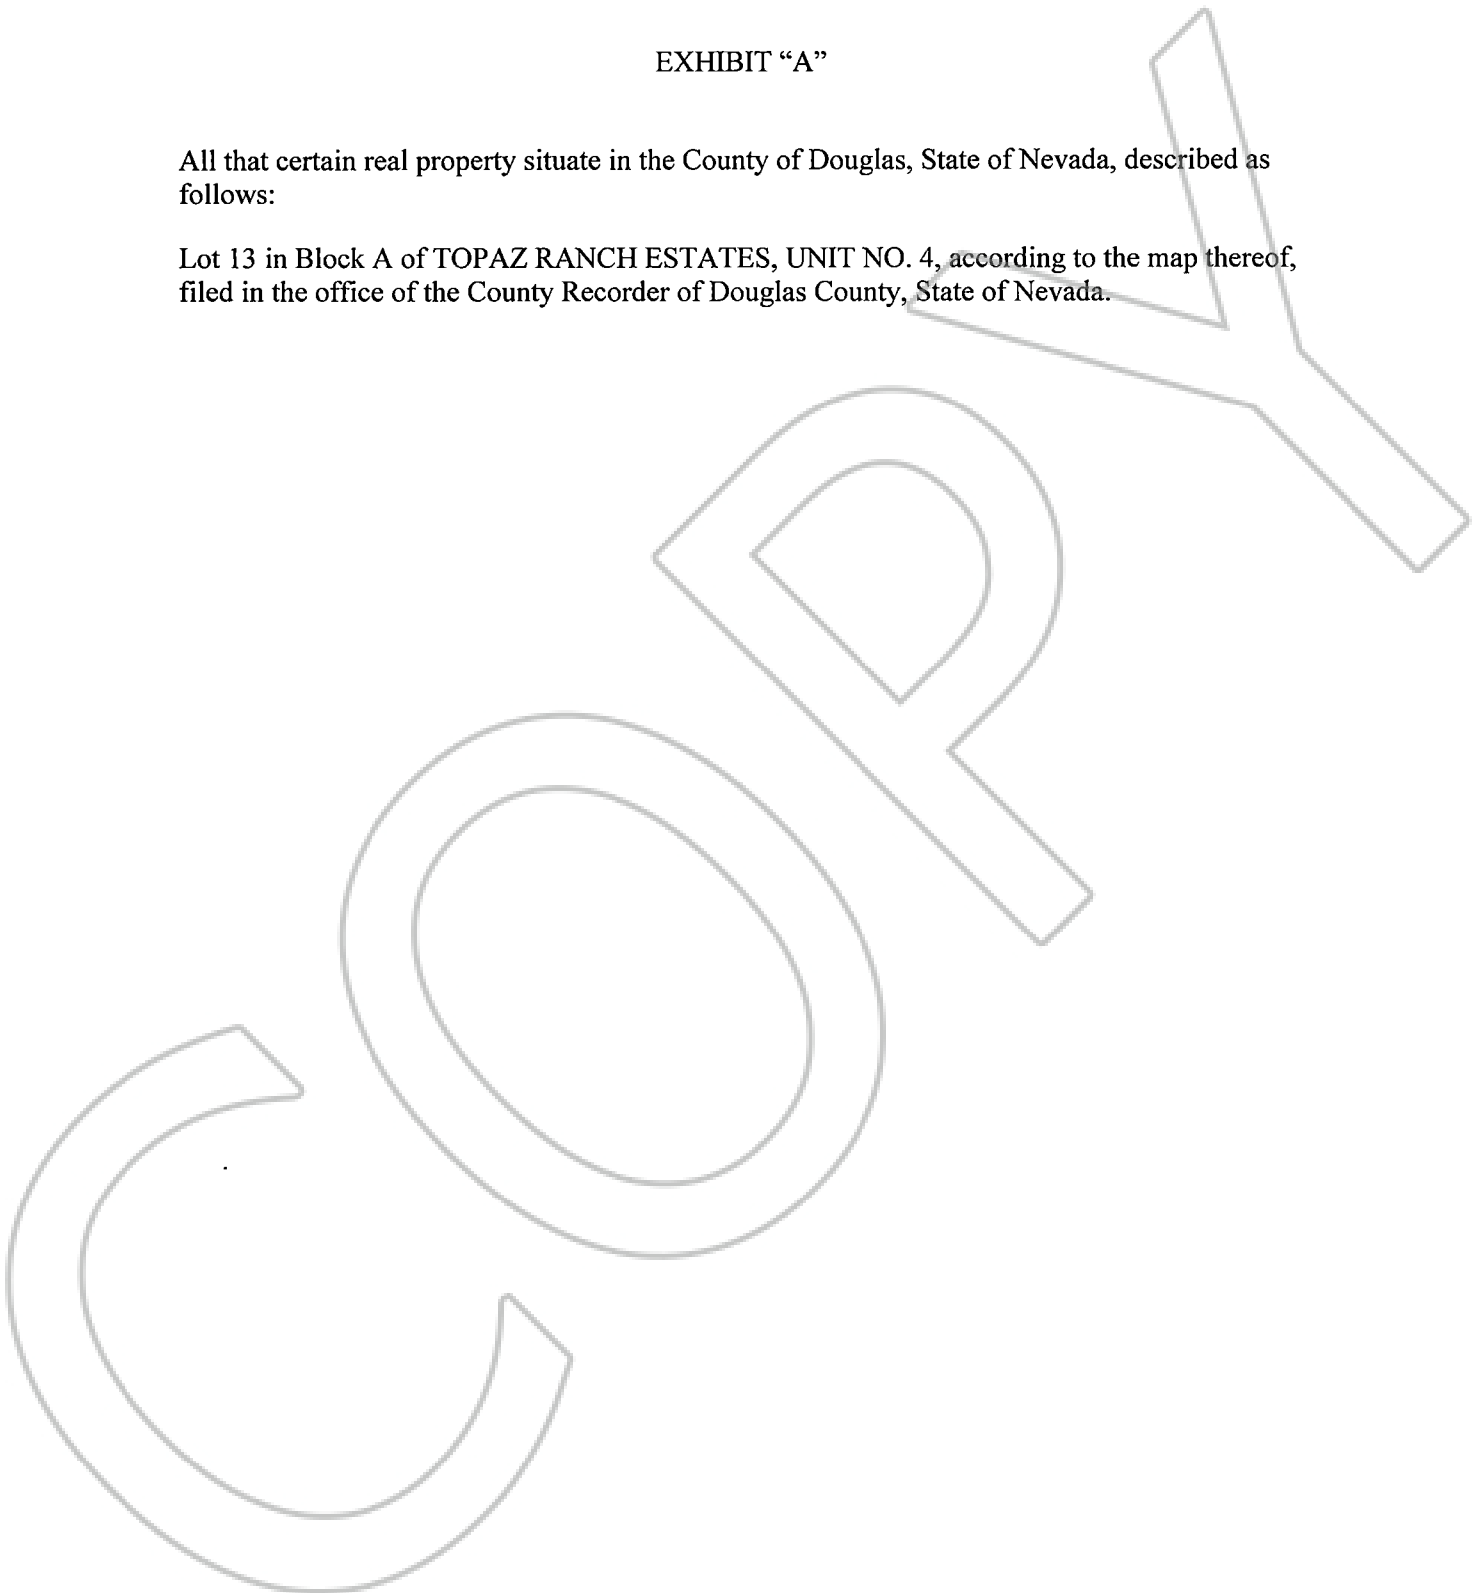 EXHIBIT “A”
All that certain real property situate in the County of Douglas, State of Nevada, described as
follows:
Lot 13 in Block A of TOPAZ RANCH ESTATES, UNIT NO. 4, according to the map thereof,
filed in the office of the County Recorder of Douglas County, State of Nevada.
COPY